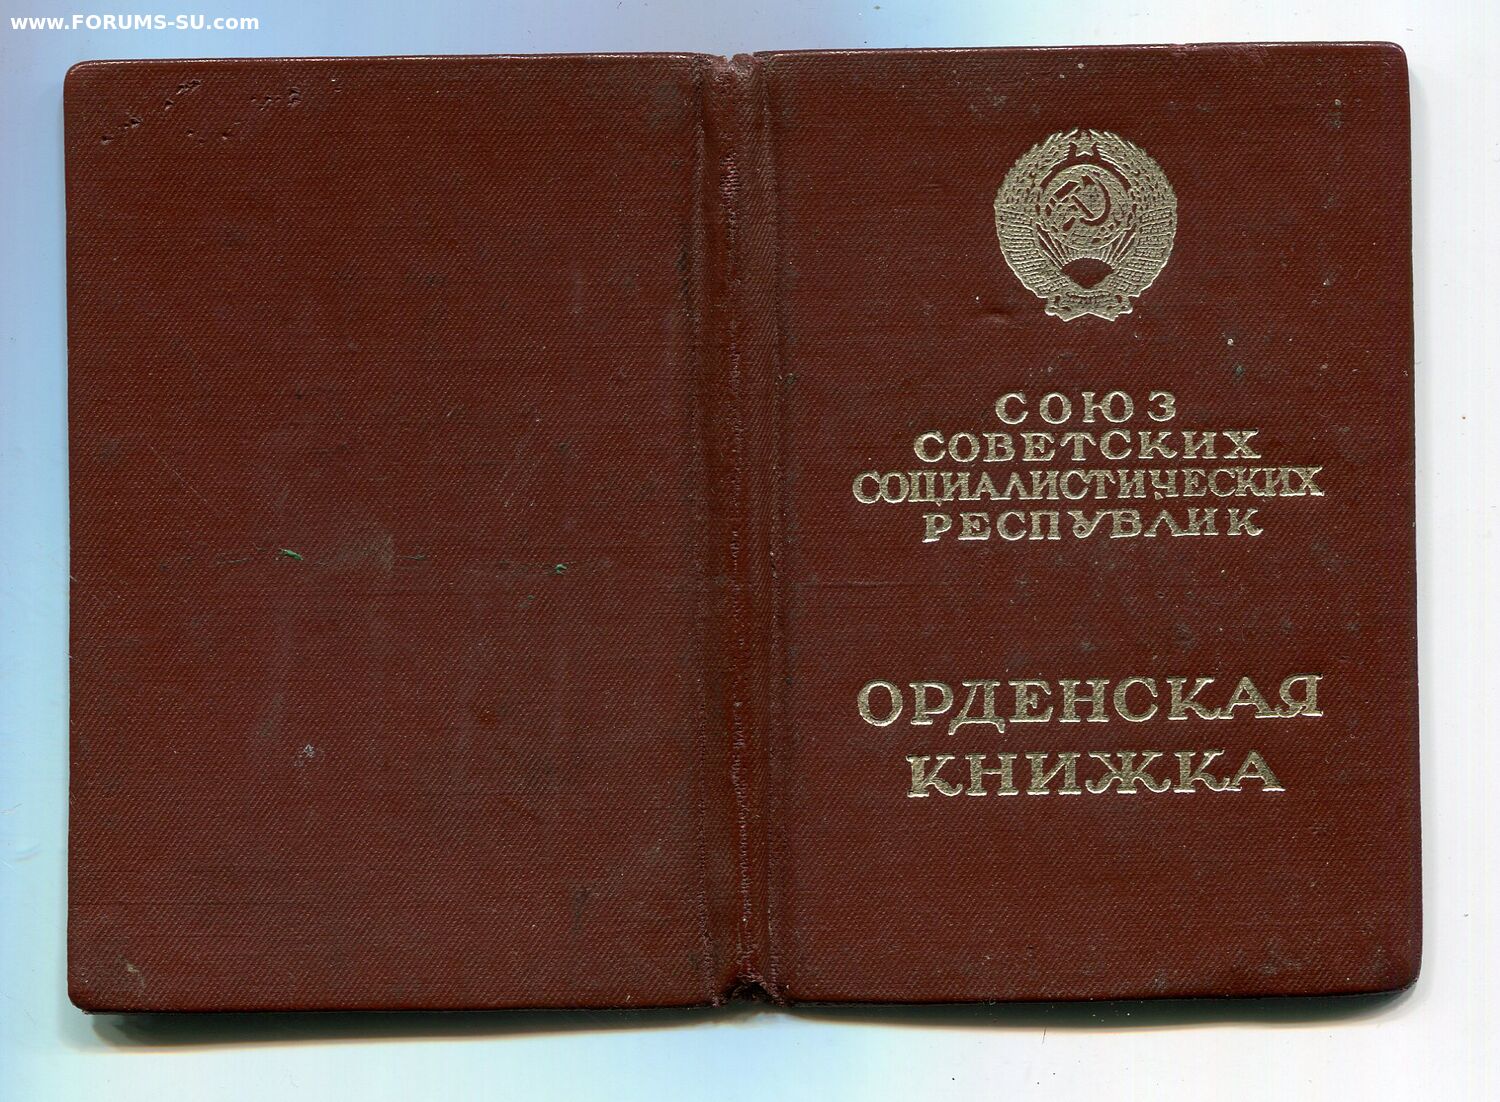 www.FORUMS-SU.com
СОЮЗ
СОВЕТСКИХ
СОЦИАЛИСТИЧЕСКИХ
РЕСПУБЛИК
ОРДЕНСКАЯ
КНИЖКА